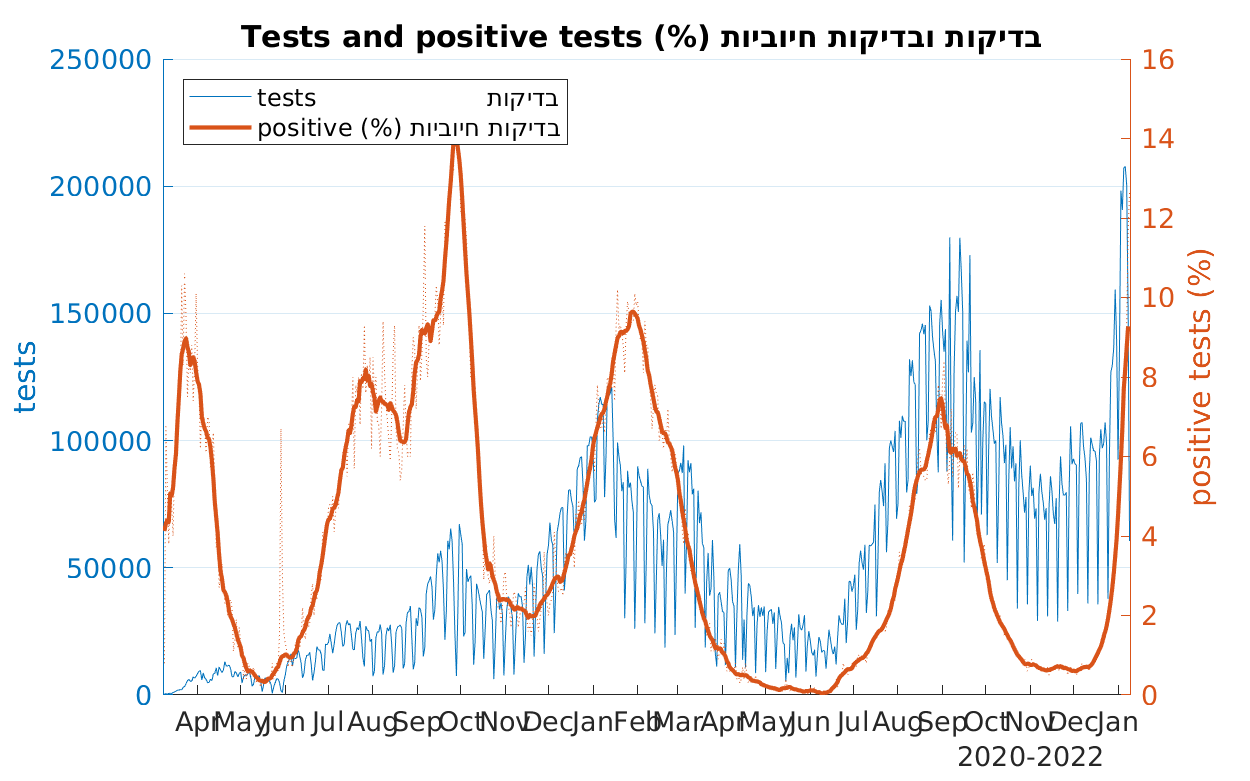 Tests and positive tests (%) בדיקות ובדיקות חיוביות
250000
200000
150000
100000
50000
0
tests
tests בדיקות
positive (%) בדיקות חיוביות
16
14
12
10
8
6
4
2
0
positive tests (%)
Apr May Jun Jul Aug Sep Oct Nov Dec Jan Feb Mar Apr May Jun Jul Aug Sep Oct Nov Dec Jan
2020-2022